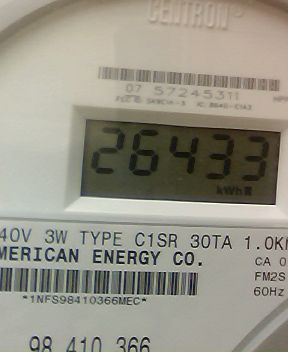 CENTRON®
07 57245311
26433
kWh
40V 3W TYPE C1SR 30TA 1.0K
MERICAN ENERGY CO.
CA 0
FM2S
*1NFS98410366MEC*
60Hz
98 410 366